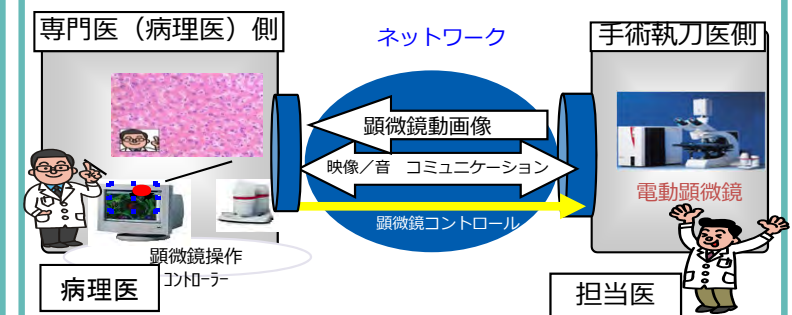 専門医（病理医）側
ネットワーク
手術執刀医側
顕微鏡動画像
映像／音　コミュニケーション
電動顕微鏡
顕微鏡コントロール
顕微鏡操作
ｺﾝﾄﾛｰﾗｰ
病理医
担当医